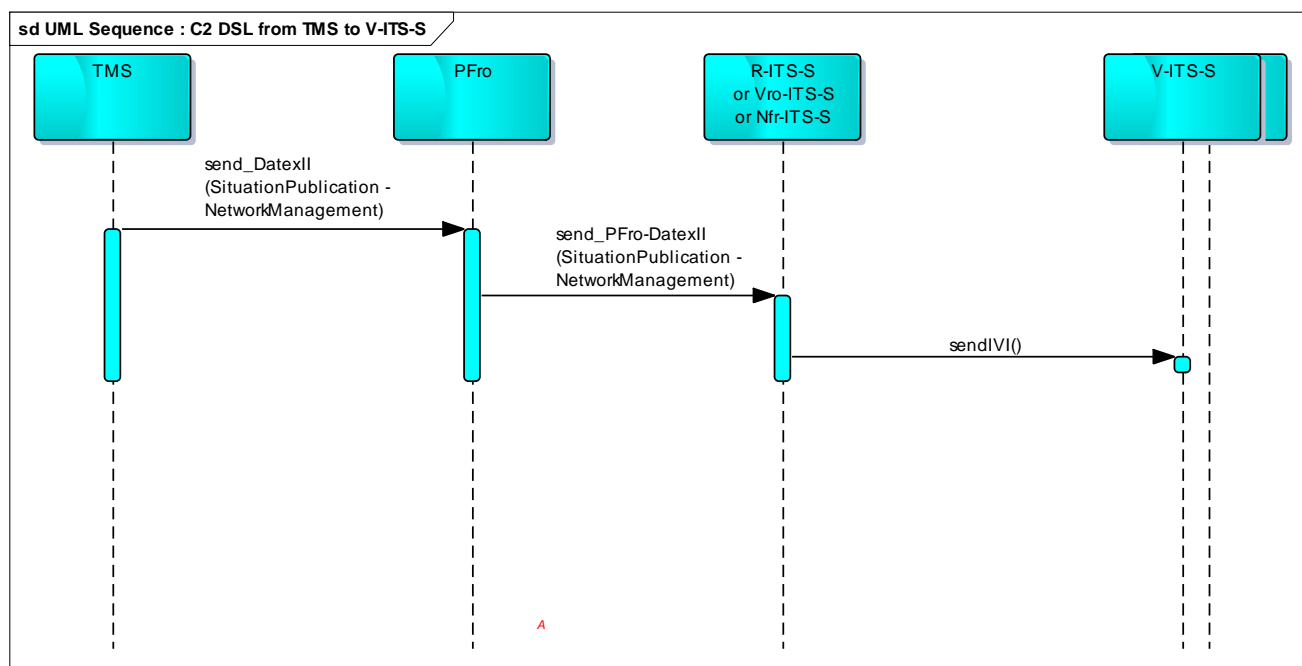 sd UML Sequence : C2 DSL from TMS to V-ITS-S
TMS
PFro
R-ITS-S
or Vro-ITS-S
or Nfr-ITS-S
V-ITS-S
send_DatexII
(SituationPublication -
NetworkManagement)
send_PFro-DatexII
(SituationPublication -
NetworkManagement)
sendIVI()
A